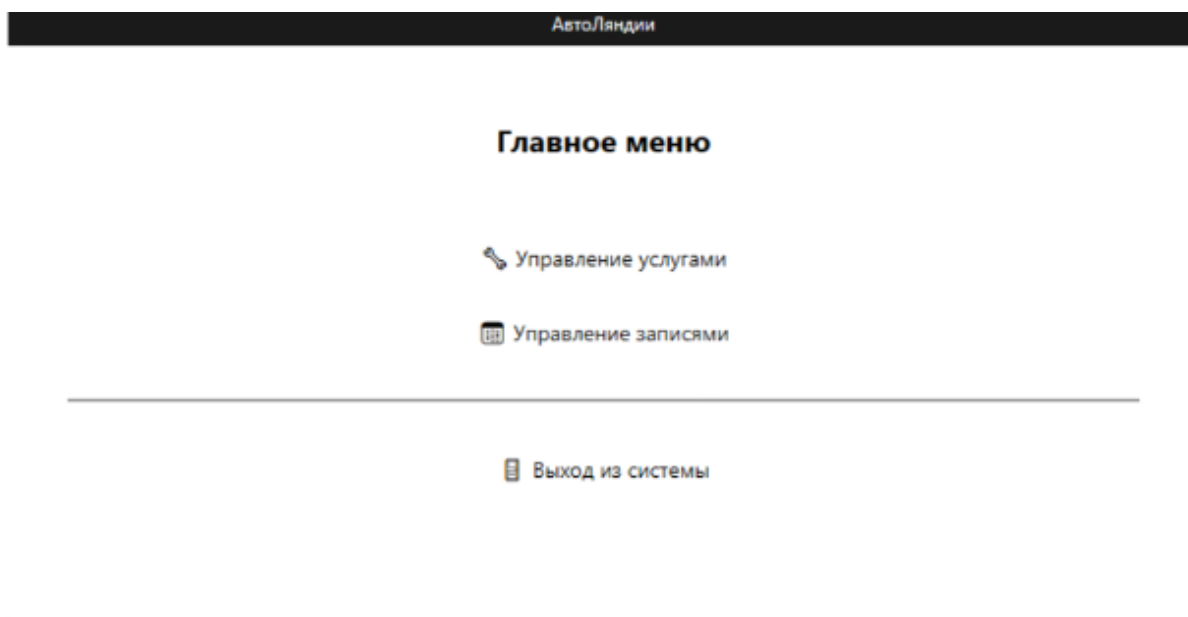 АвтоЛяндии
Главное меню
Управление услугами
Управление записями
Выход из системы